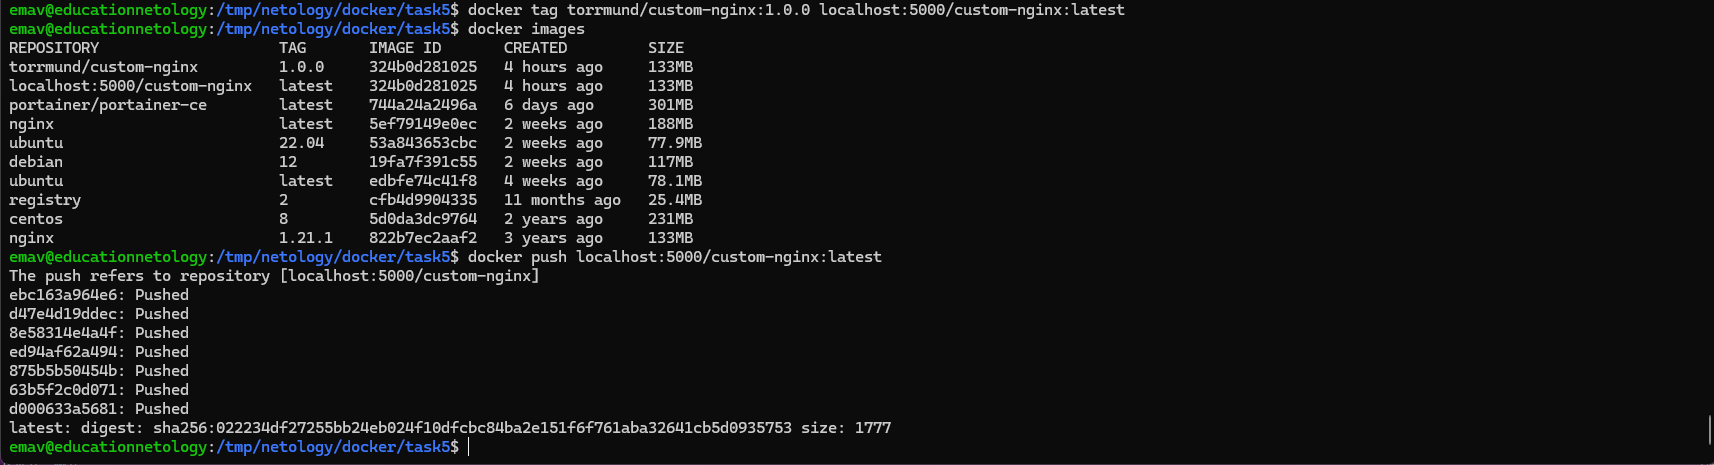 emav@educationnetology:/tmp/netology/docker/task5$ docker tag torrmund/custom-nginx:1.0.0 localhost:5000/custom-nginx:latest
emav@educationnetology:/tmp/netology/docker/task5$ docker images
REPOSITORY                    TAG       IMAGE ID       CREATED         SIZE
torrmund/custom-nginx         1.0.0     324b0d281025   4 hours ago     133MB
localhost:5000/custom-nginx   latest    324b0d281025   4 hours ago     133MB
portainer/portainer-ce        latest    744a24a2496a   6 days ago      301MB
nginx                         latest    5ef79149e0ec   2 weeks ago     188MB
ubuntu                        22.04     53a843653cbc   2 weeks ago     77.9MB
debian                        12        19fa7f391c55   2 weeks ago     117MB
ubuntu                        latest    edbfe74c41f8   4 weeks ago     78.1MB
registry                      2         cfb4d9904335   11 months ago   25.4MB
centos                        8         5d0da3dc9764   2 years ago     231MB
nginx                         1.21.1    822b7ec2aaf2   3 years ago     133MB
emav@educationnetology:/tmp/netology/docker/task5$ docker push localhost:5000/custom-nginx:latest
The push refers to repository [localhost:5000/custom-nginx]
ebc163a964e6: Pushed
d47e4d19ddec: Pushed
8e58314e4a4f: Pushed
ed94af62a494: Pushed
875b5b50454b: Pushed
63b5f2c0d071: Pushed
d000633a5681: Pushed
latest: digest: sha256:022234df27255bb24eb024f10dfcbc84ba2e151f6f761aba32641cb5d0935753 size: 1777
emav@educationnetology:/tmp/netology/docker/task5$